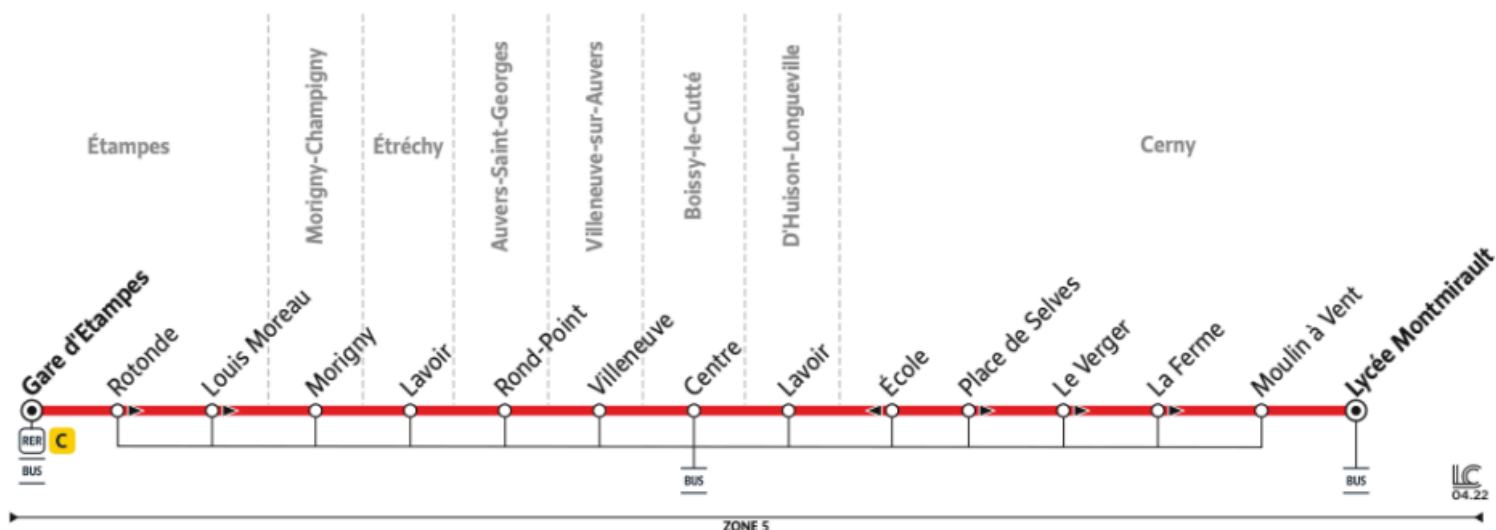 Étampes
Morigny-Champigny
Étréchy
Auvers-Saint-Georges
Villeneuve-sur-Auvers
Boissy-le-Cutté
D'Huison-Longueville
Cerny
Gare d'Etampes
Rotonde
Louis Moreau
Morigny
Lavoir
Rond-Point
Villeneuve
Centre
Lavoir
École
Place de Selves
Le Verger
La Ferme
Moulin à Vent
Lycée Montmirault
RER C
BUS
BUS
BUS
LC
04.22
ZONE 5